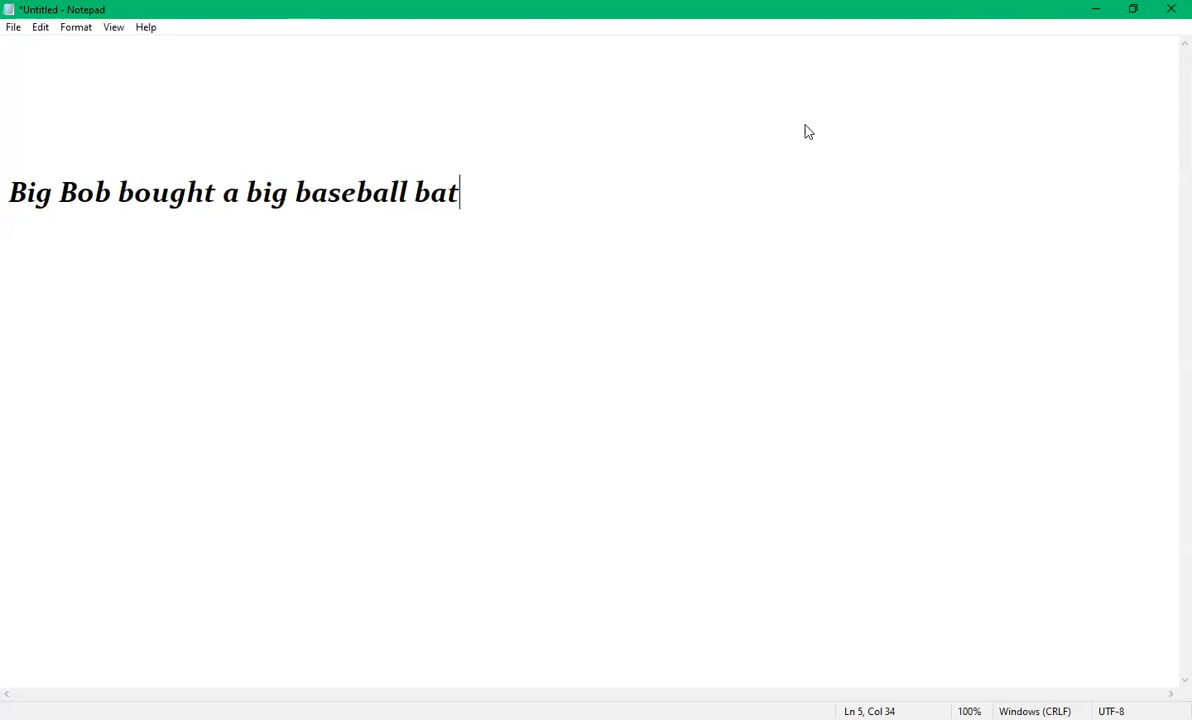 *Untitled - Notepad
File Edit Format View Help
Big Bob bought a big baseball bat
Ln 5, Col 34 100% Windows (CRLF) UTF-8